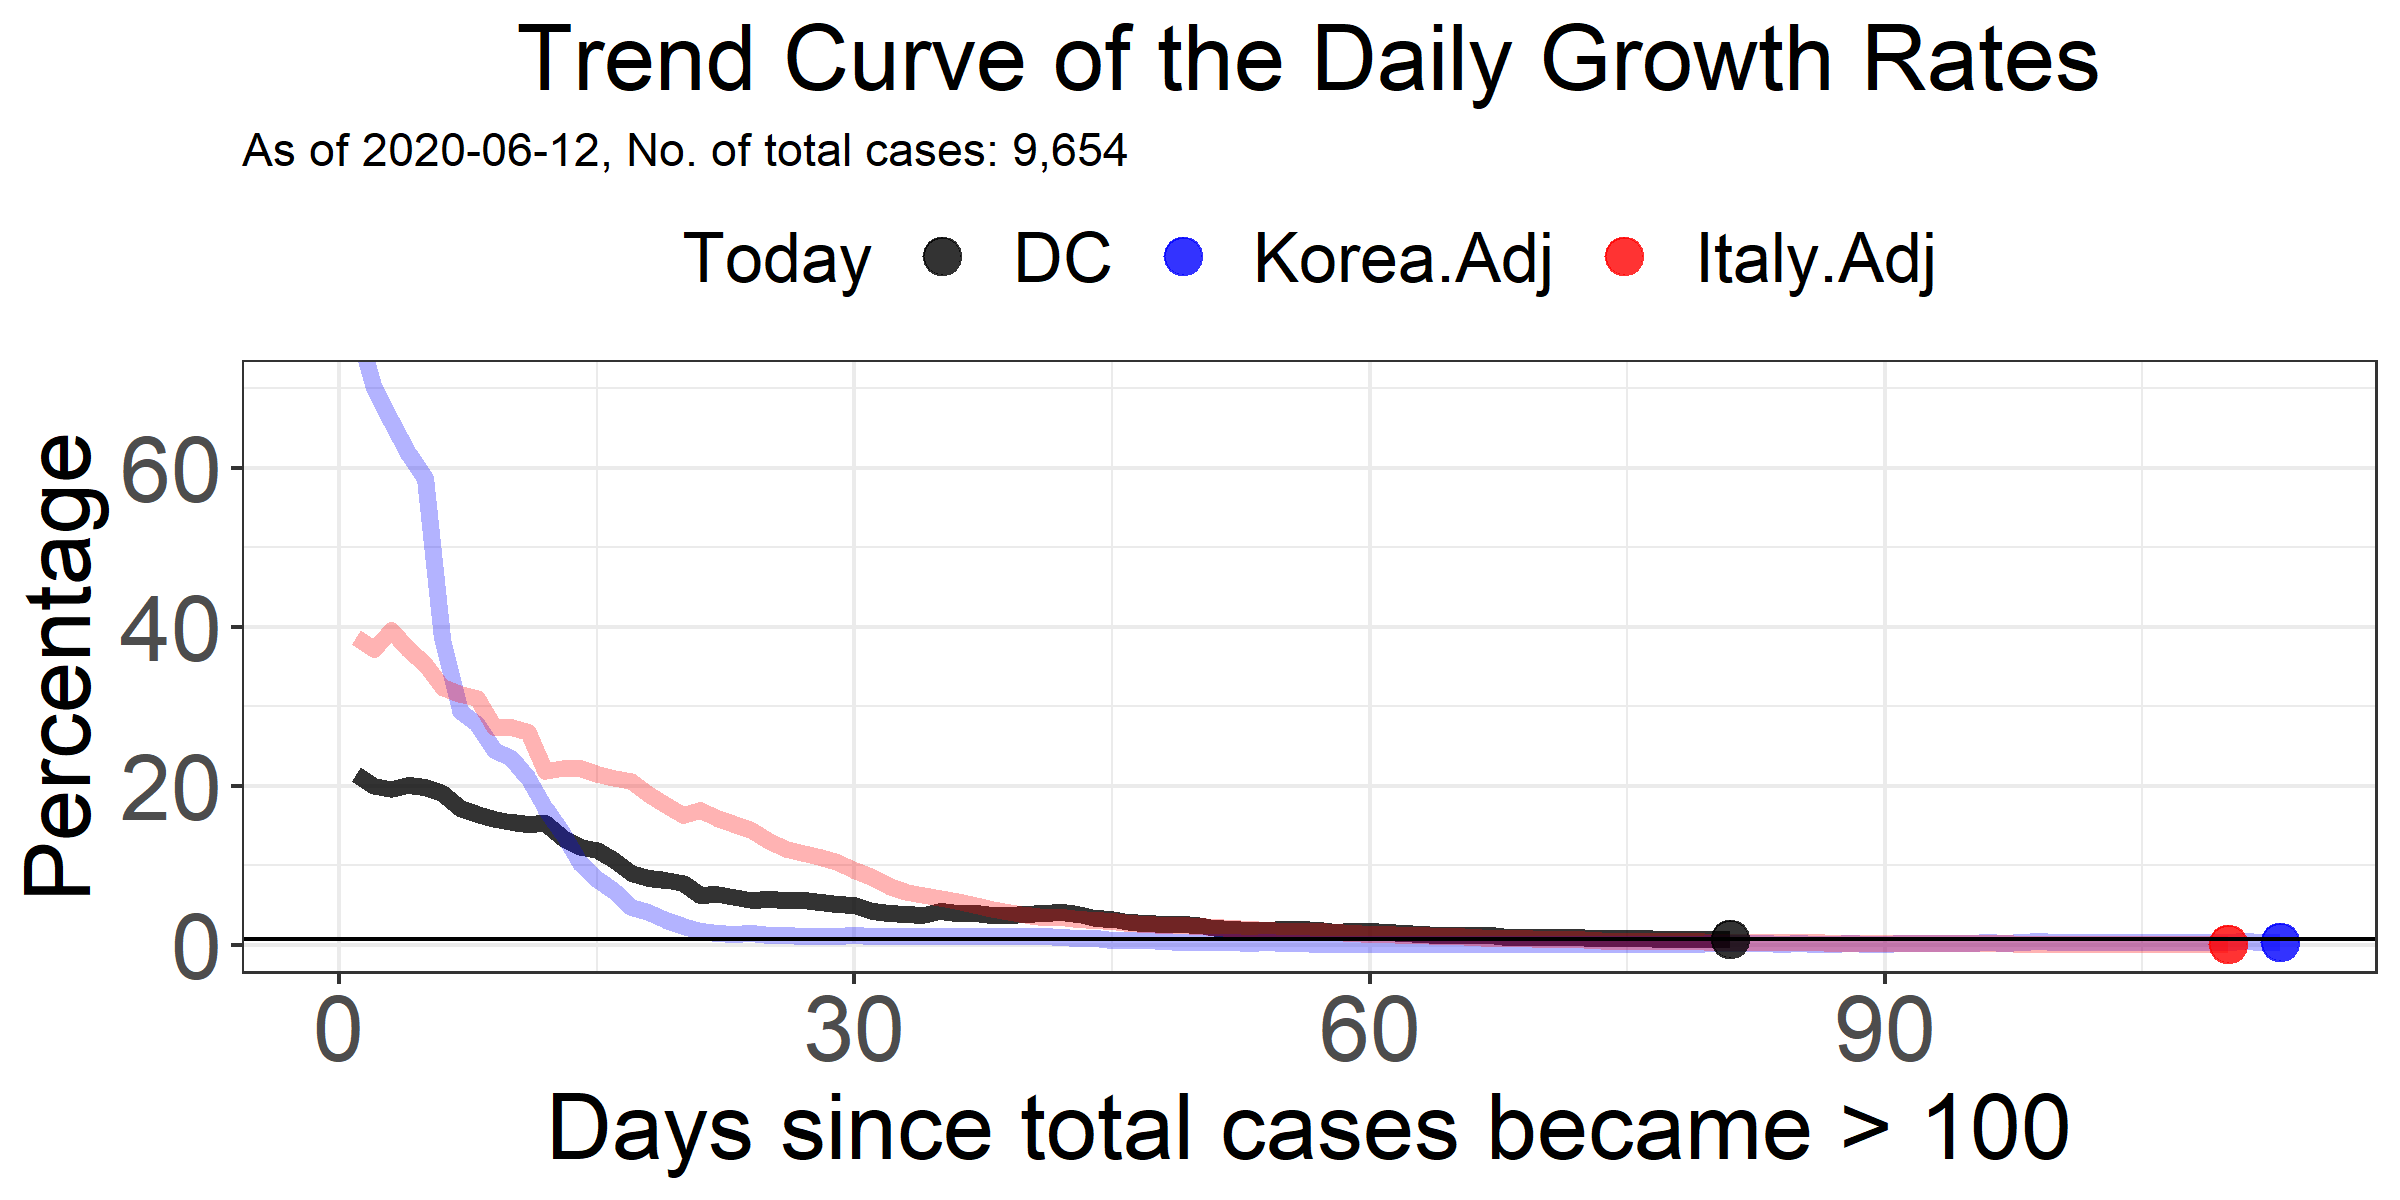 Trend Curve of the Daily Growth Rates
As of 2020-06-12, No. of total cases: 9,654
Today DC Korea.Adj Italy.Adj
Percentage
60
40
20
0
0 30 60 90
Days since total cases became > 100